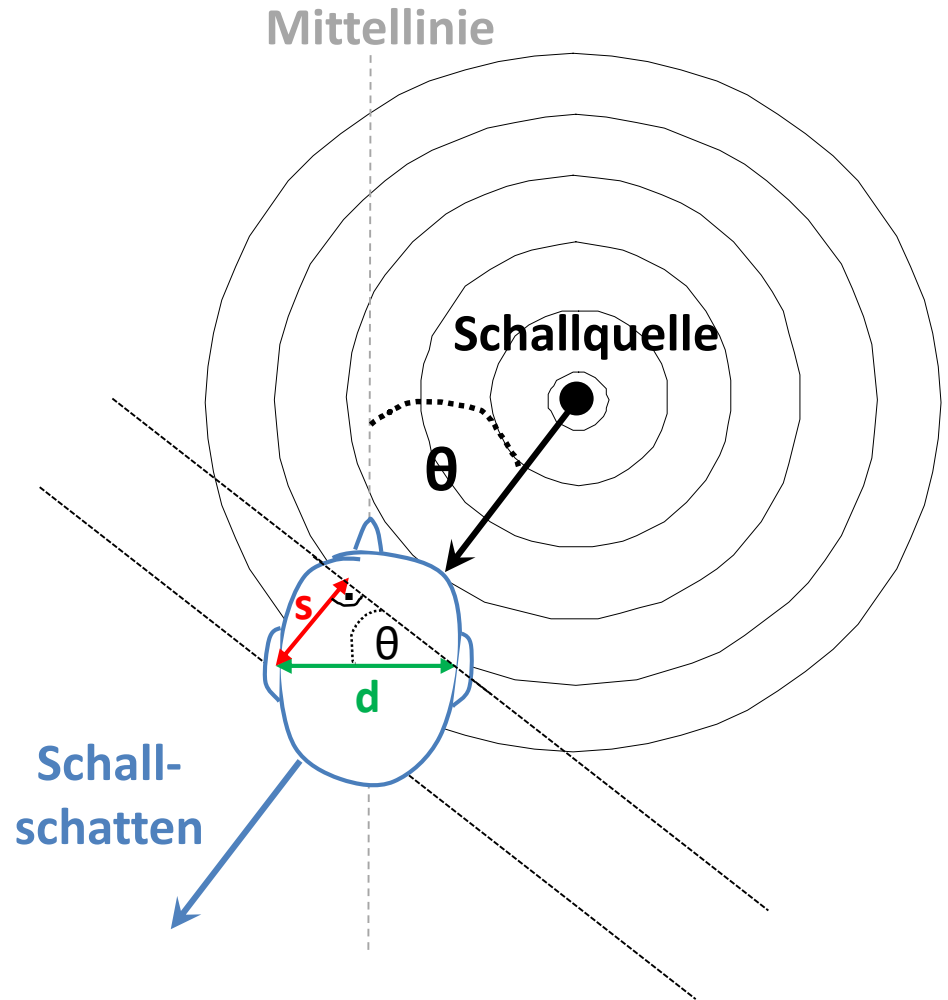 Mittellinie
Schallquelle
θ
s
θ
d
Schall-
schatten